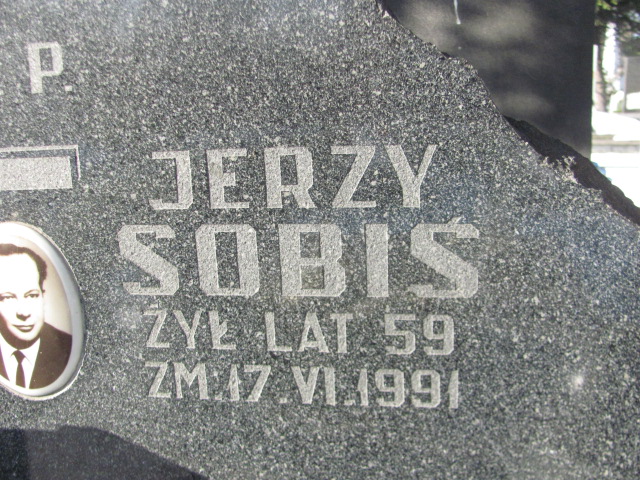 P.
JERZY
SOBIŚ
ŻYŁ LAT 59
ZM. 17. VI. 1991